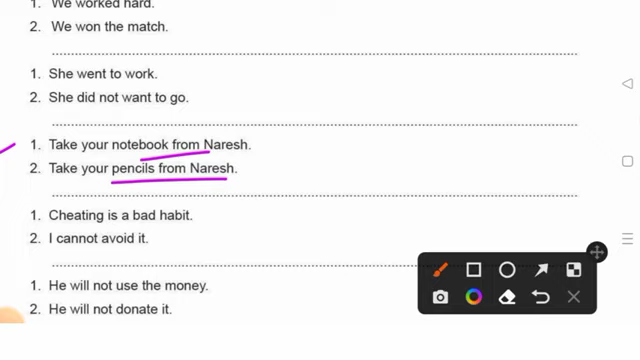 1. We worked hard.
2. We won the match.
1. She went to work.
2. She did not want to go.
1. Take your notebook from Naresh.
2. Take your pencils from Naresh.
1. Cheating is a bad habit.
2. I cannot avoid it.
1. He will not use the money.
2. He will not donate it.